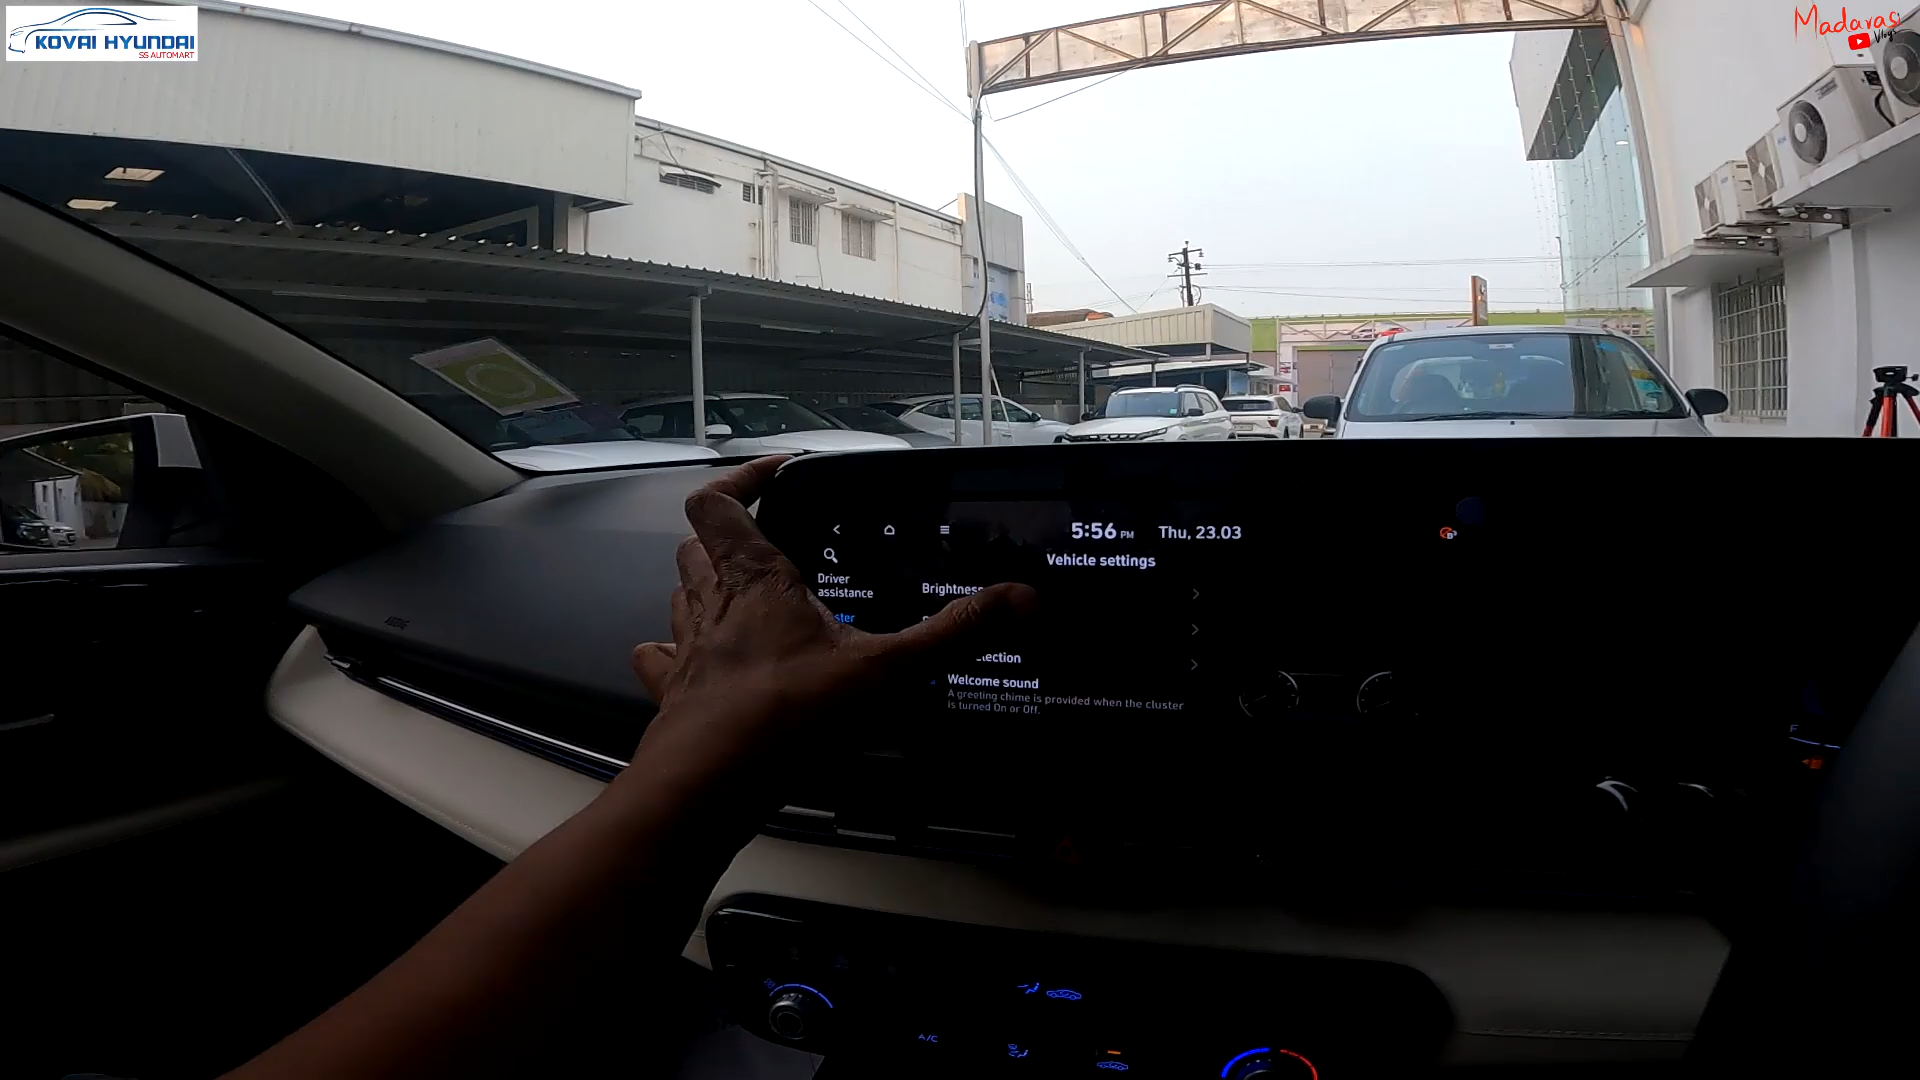 KOVAI HYUNDAI
SS AUTOMART
Madaras
Vlogs
5:56 PM Thu, 23.03
Vehicle settings
Driver
assistance
Brightness
Welcome sound
A greeting chime is provided when the cluster
is turned On or Off.
A/C